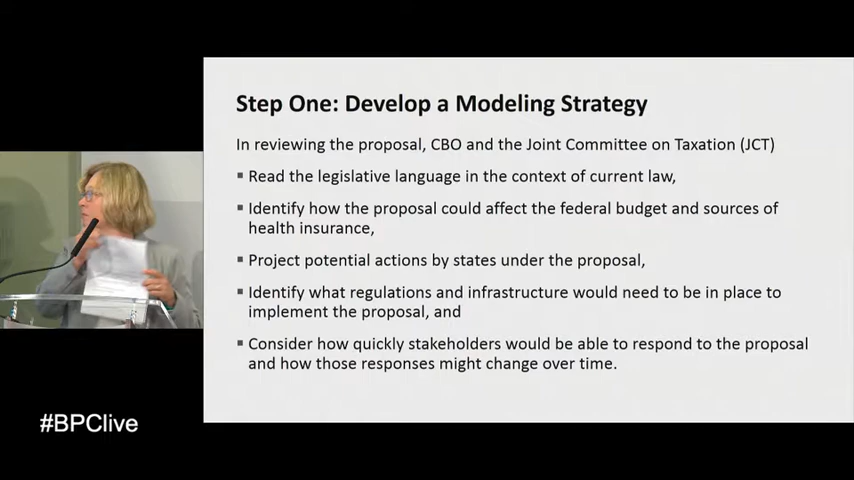 Step One: Develop a Modeling Strategy
In reviewing the proposal, CBO and the Joint Committee on Taxation (JCT)
▪ Read the legislative language in the context of current law,
▪ Identify how the proposal could affect the federal budget and sources of
health insurance,
▪ Project potential actions by states under the proposal,
▪ Identify what regulations and infrastructure would need to be in place to
implement the proposal, and
▪ Consider how quickly stakeholders would be able to respond to the proposal
and how those responses might change over time.
#BPClive